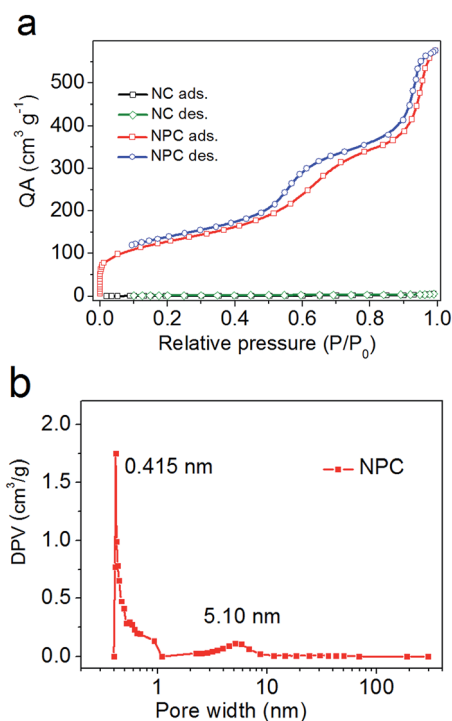 a
QA (cm³ g⁻¹)
500
400
300
200
100
0
NC ads.
NC des.
NPC ads.
NPC des.
0.0 0.2 0.4 0.6 0.8 1.0
Relative pressure (P/P₀)
b
DPV (cm³/g)
2.0
1.5
1.0
0.5
0.0
0.415 nm
NPC
5.10 nm
1 10 100
Pore width (nm)